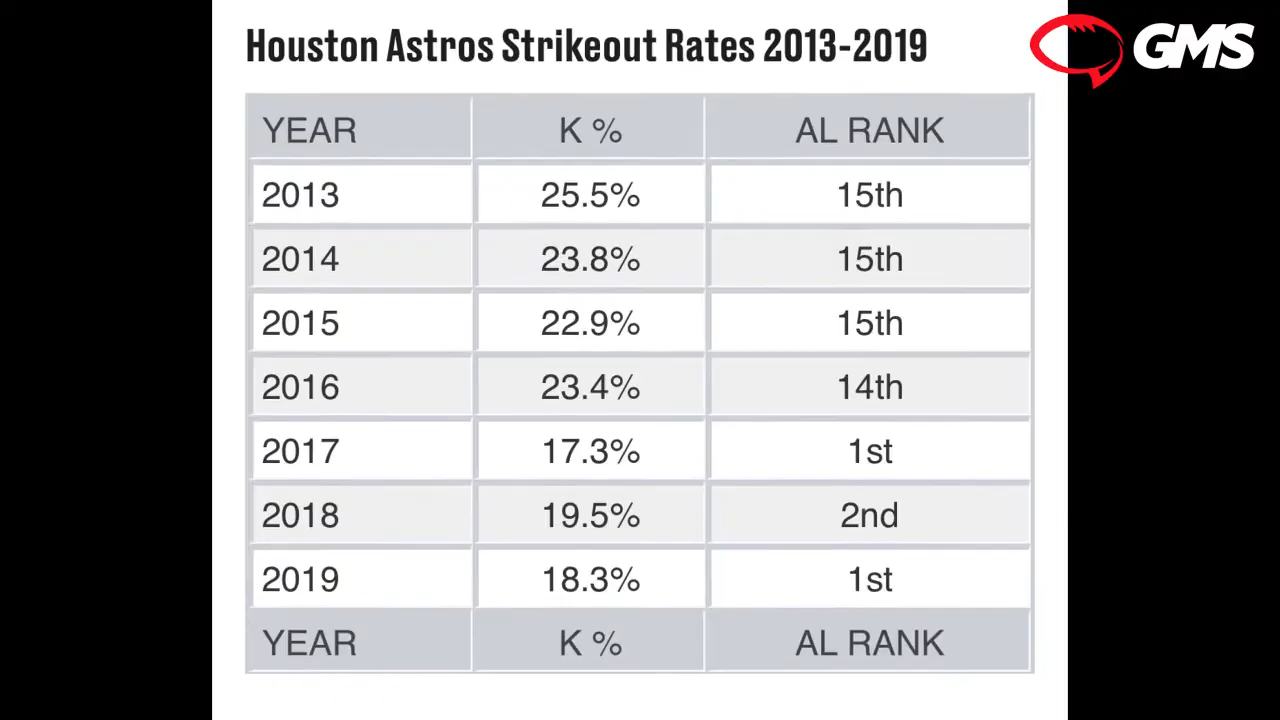 Houston Astros Strikeout Rates 2013-2019
GMS
YEAR K % AL RANK
2013 25.5% 15th
2014 23.8% 15th
2015 22.9% 15th
2016 23.4% 14th
2017 17.3% 1st
2018 19.5% 2nd
2019 18.3% 1st
YEAR K % AL RANK